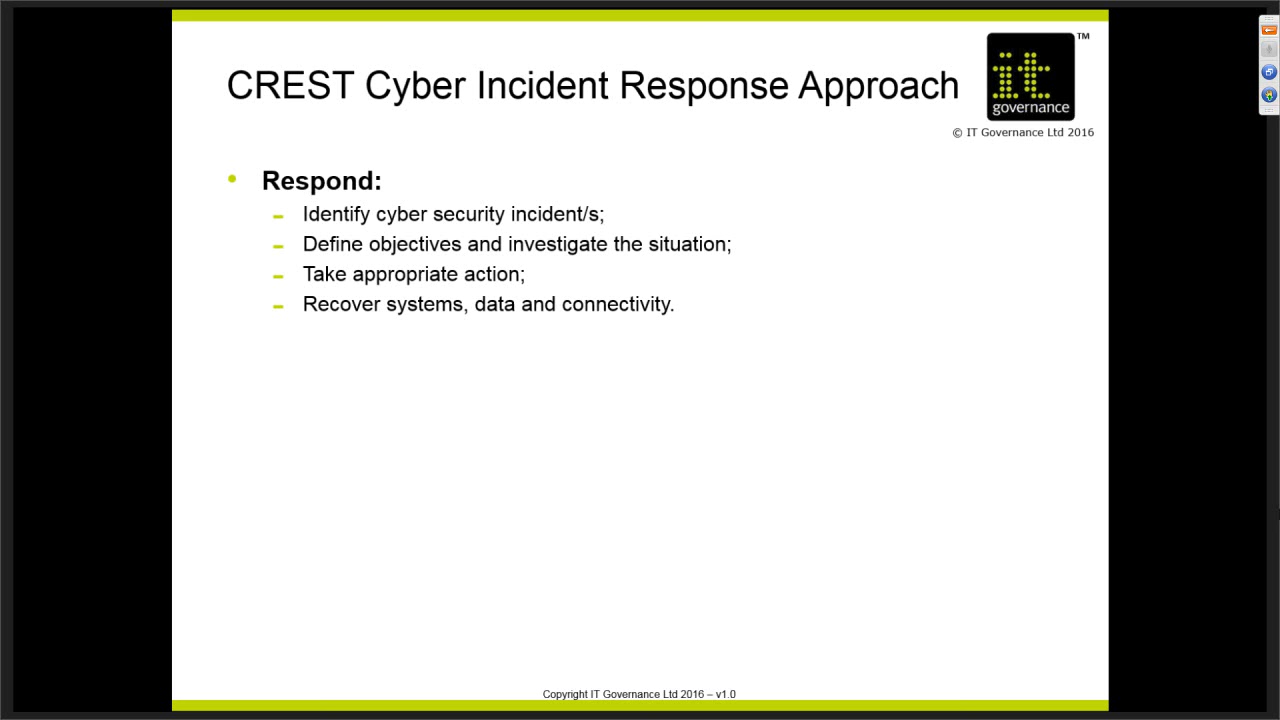 CREST Cyber Incident Response Approach
TM
it
governance
© IT Governance Ltd 2016
• Respond:
– Identify cyber security incident/s;
– Define objectives and investigate the situation;
– Take appropriate action;
– Recover systems, data and connectivity.
Copyright IT Governance Ltd 2016 – v1.0